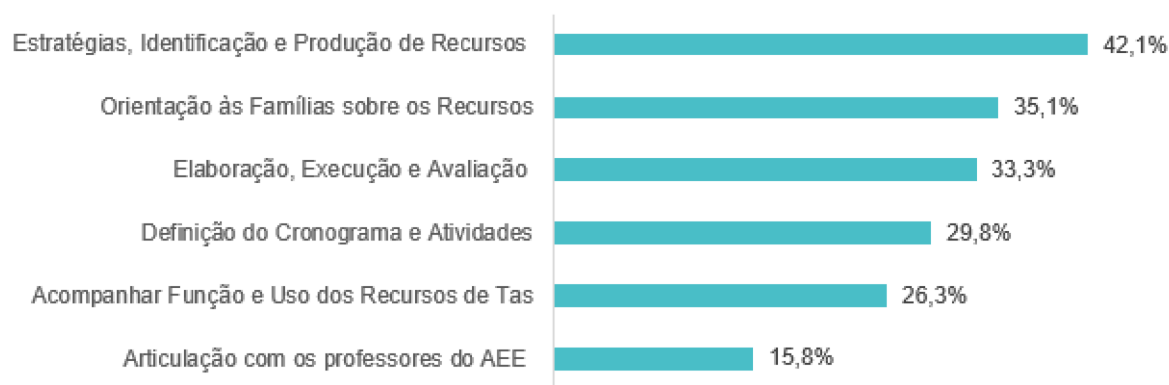 Estratégias, Identificação e Produção de Recursos 42,1%
Orientação às Famílias sobre os Recursos 35,1%
Elaboração, Execução e Avaliação 33,3%
Definição do Cronograma e Atividades 29,8%
Acompanhar Função e Uso dos Recursos de Tas 26,3%
Articulação com os professores do AEE 15,8%